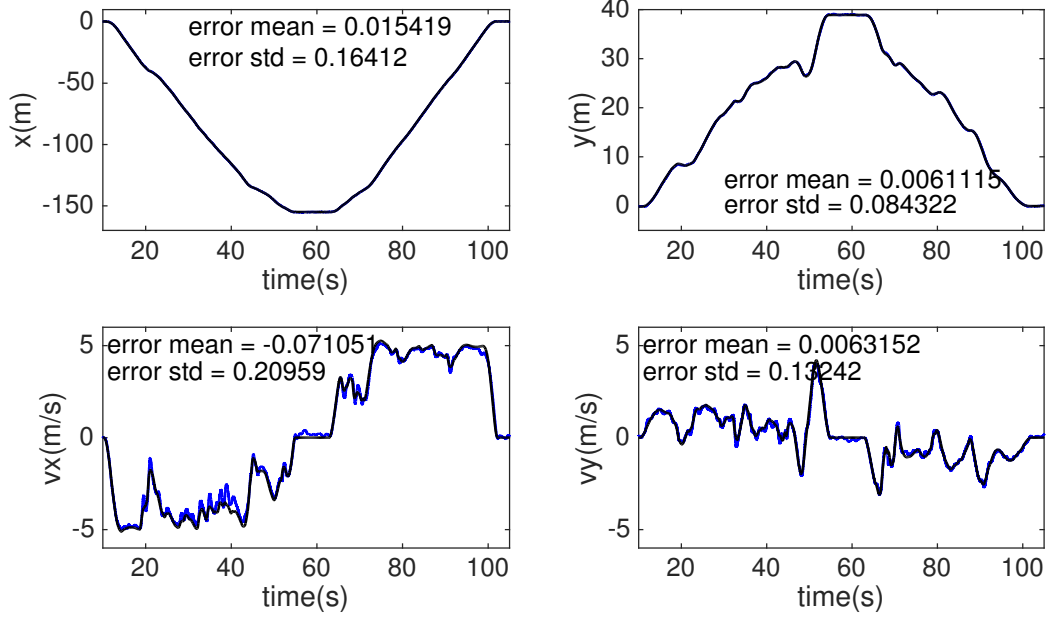 0
-50
-100
-150
x(m)
error mean = 0.015419
error std = 0.16412
20
40
60
80
100
time(s)
40
30
20
10
0
y(m)
error mean = 0.0061115
error std = 0.084322
20
40
60
80
100
time(s)
5
0
-5
vx(m/s)
error mean = -0.071051
error std = 0.20959
20
40
60
80
100
time(s)
5
0
-5
vy(m/s)
error mean = 0.0063152
error std = 0.13242
20
40
60
80
100
time(s)